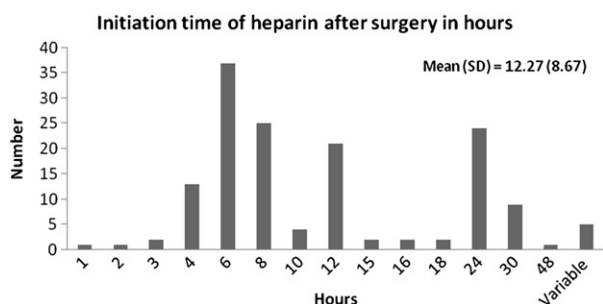 Initiation time of heparin after surgery in hours
Mean (SD) = 12.27 (8.67)
Number
40
35
30
25
20
15
10
5
0
1 2 3 4 6 8 10 12 15 16 18 24 30 48 Variable
Hours